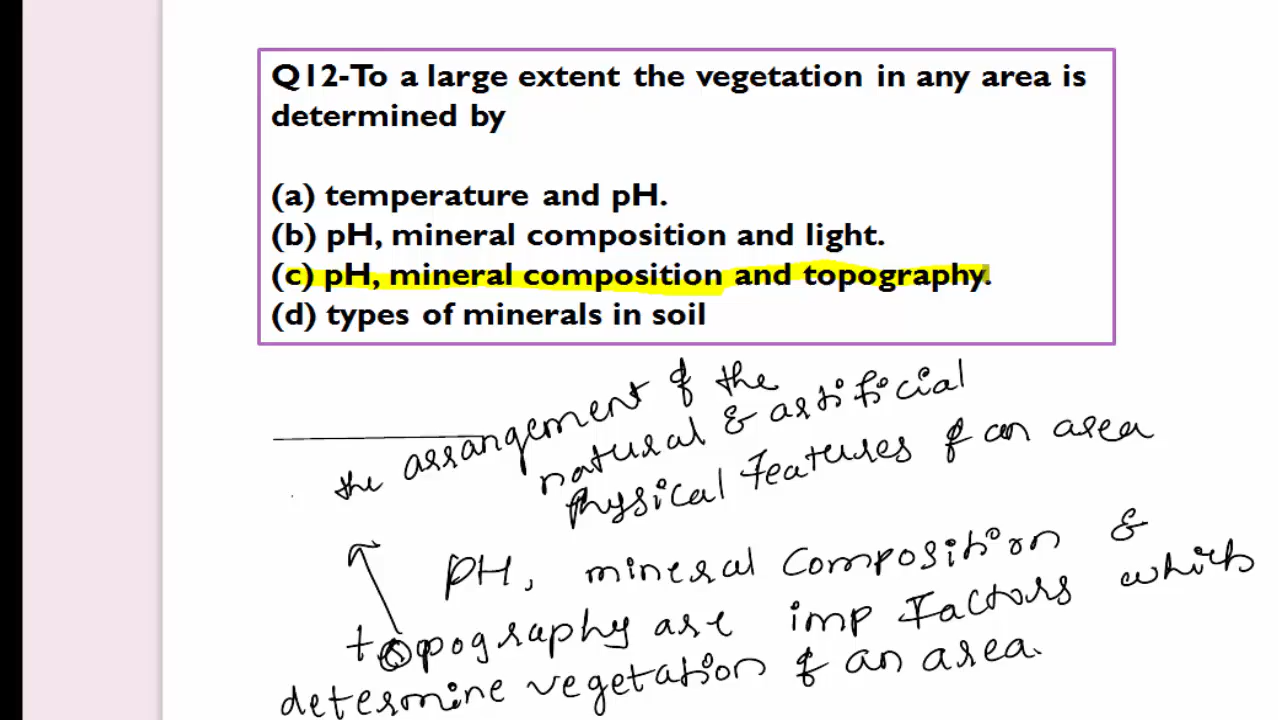 Q12-To a large extent the vegetation in any area is
determined by
(a) temperature and pH.
(b) pH, mineral composition and light.
(c) pH, mineral composition and topography.
(d) types of minerals in soil
the arrangement of the
natural & artificial
physical features of an area
pH, mineral composition &
topography are imp factors which
determine vegetation of an area.